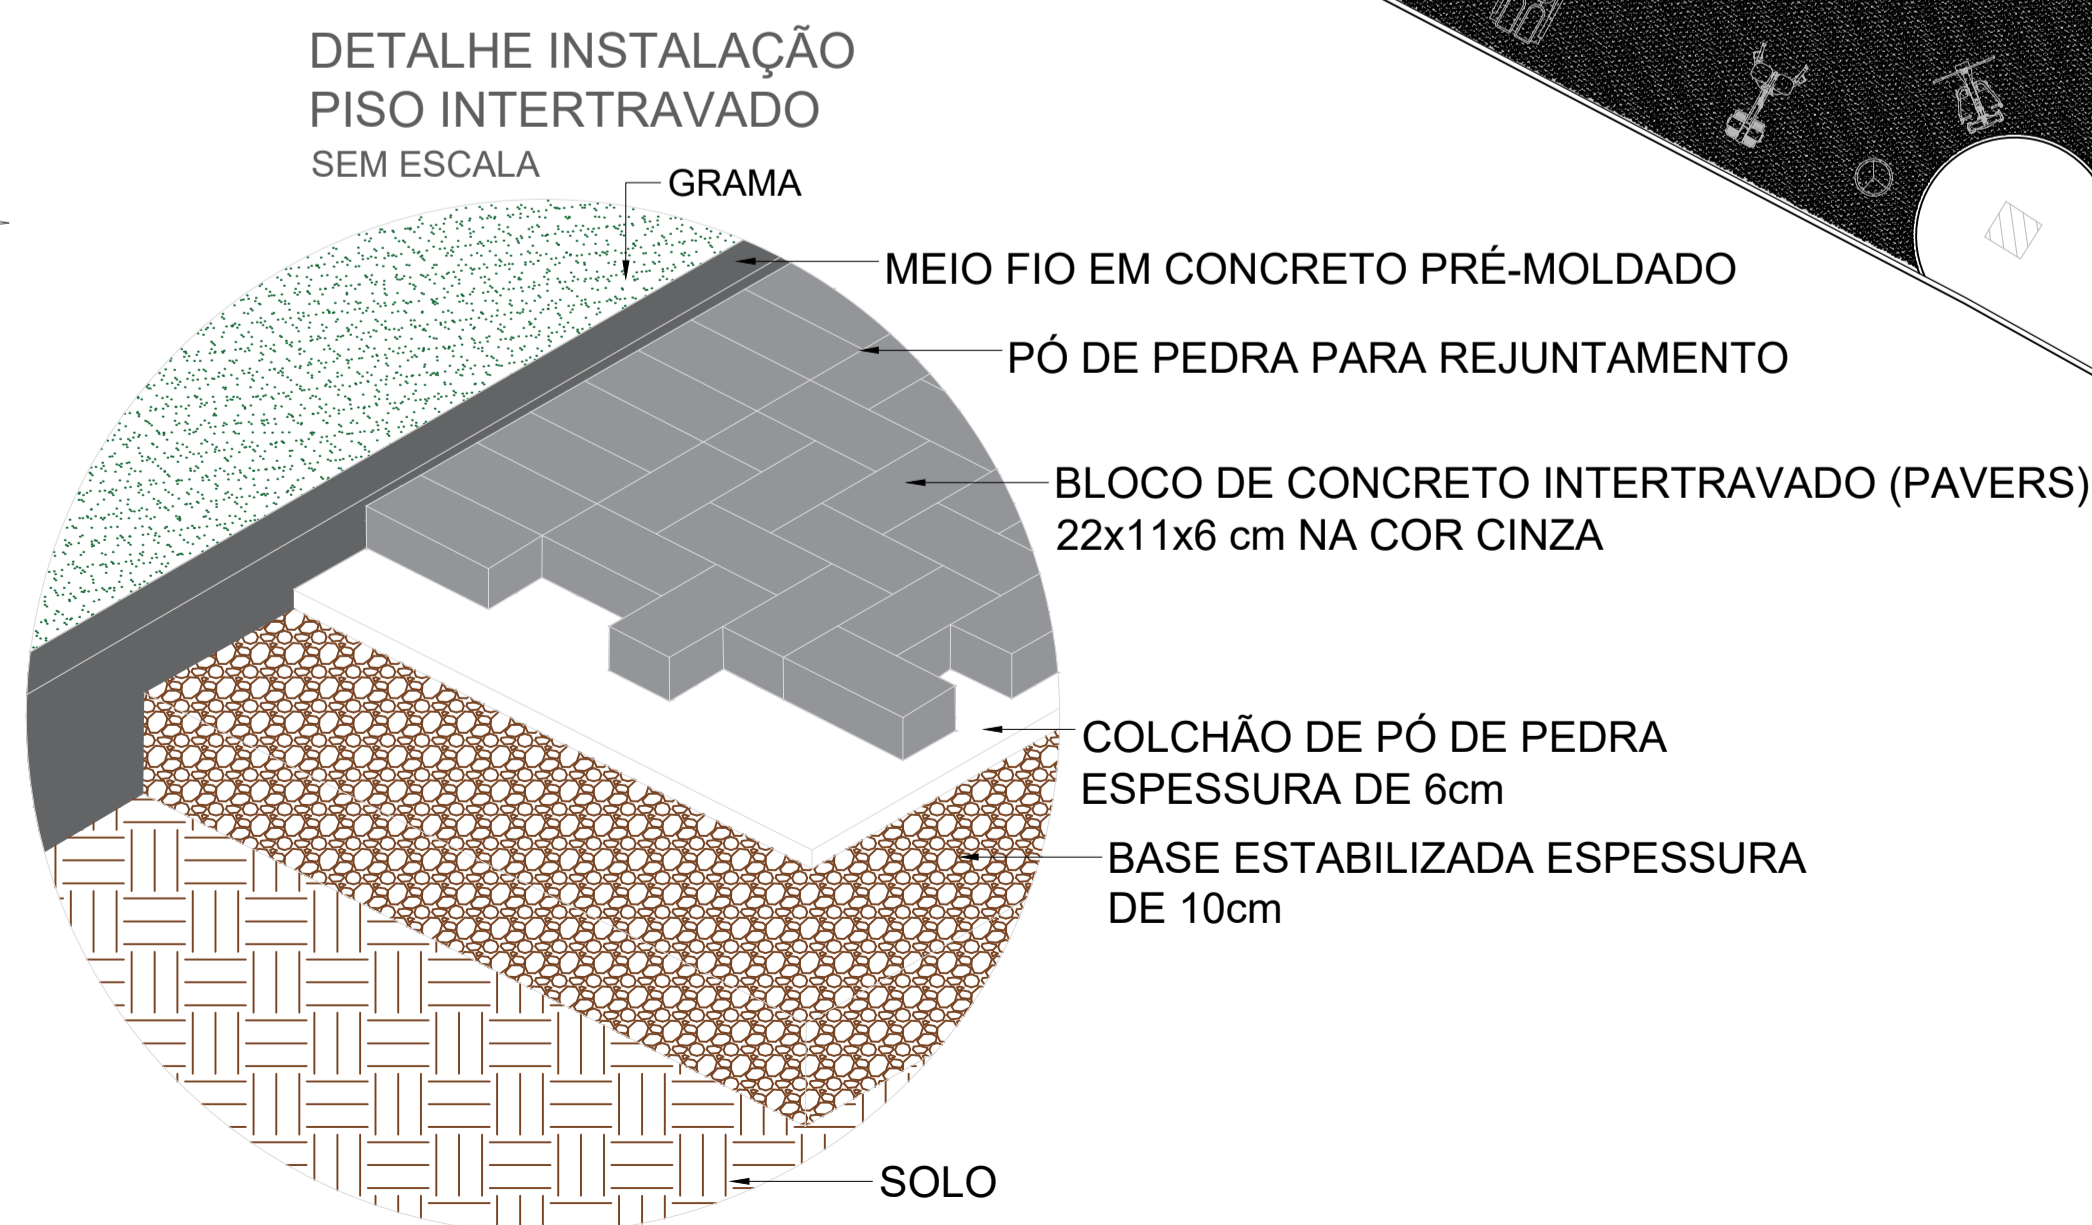 DETALHE INSTALAÇÃO
PISO INTERTRAVADO
SEM ESCALA
GRAMA
MEIO FIO EM CONCRETO PRÉ-MOLDADO
PÓ DE PEDRA PARA REJUNTAMENTO
BLOCO DE CONCRETO INTERTRAVADO (PAVERS)
22x11x6 cm NA COR CINZA
COLCHÃO DE PÓ DE PEDRA
ESPESSURA DE 6cm
BASE ESTABILIZADA ESPESSURA
DE 10cm
SOLO